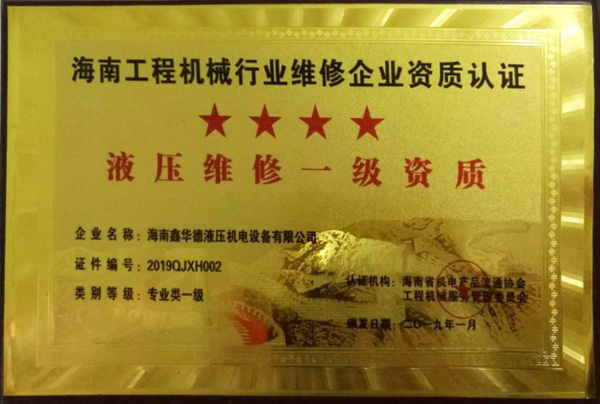 海南工程机械行业维修企业资质认证
★★★★
液压维修一级资质
企业名称：海南鑫华德液压机电设备有限公司
证件编号：2019QJXH002
类别等级：专业类一级
认证机构：海南省机电产品流通协会
工程机械服务管理委员会
颁发日期：二〇一九年一月